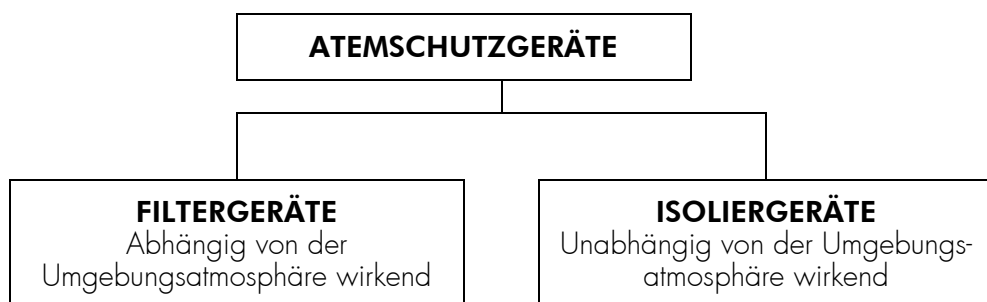 ATEMSCHUTZGERÄTE
FILTERGERÄTE
Abhängig von der
Umgebungsatmosphäre wirkend
ISOLIERGERÄTE
Unabhängig von der Umgebungs-
atmosphäre wirkend